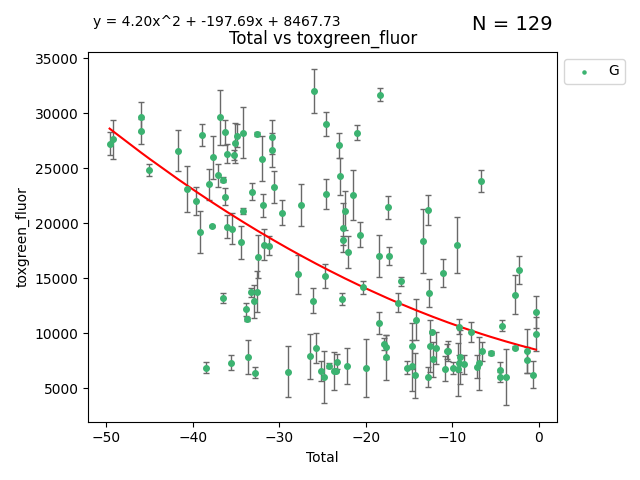 y = 4.20x^2 + -197.69x + 8467.73
N = 129
Total vs toxgreen_fluor
G
35000
30000
25000
20000
15000
10000
5000
toxgreen_fluor
−50
−40
−30
−20
−10
0
Total